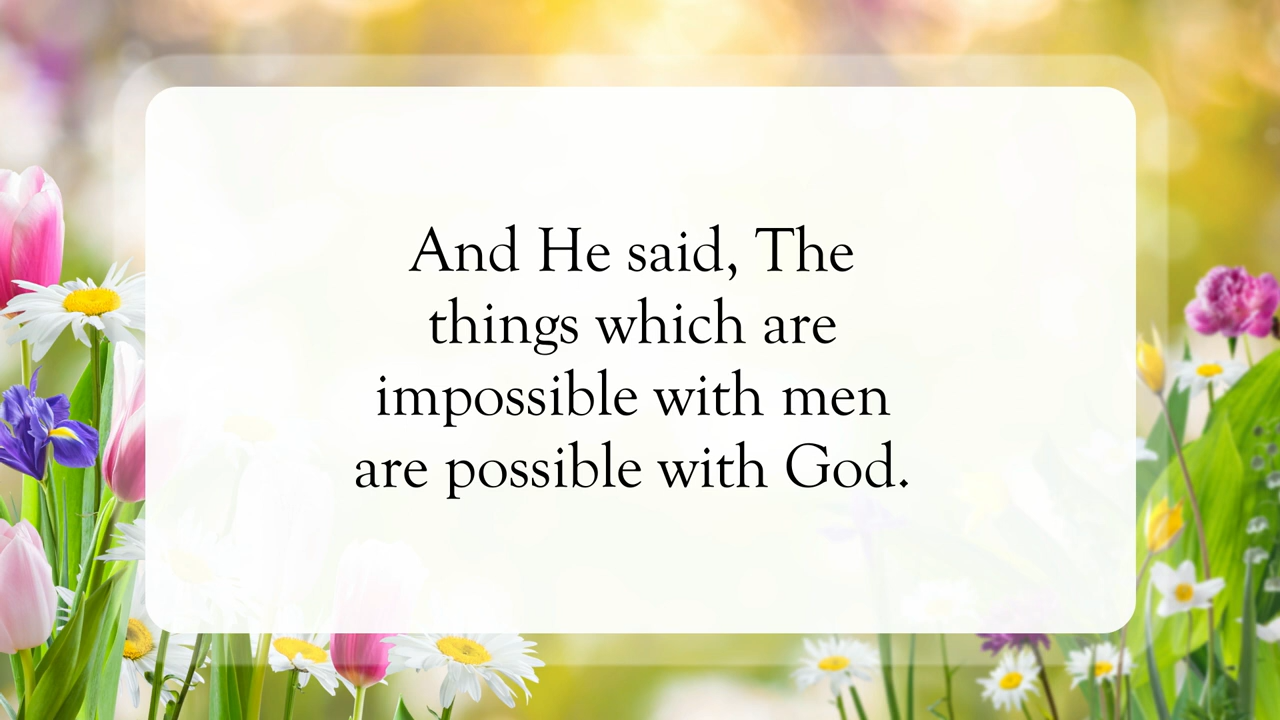 And He said, The
things which are
impossible with men
are possible with God.